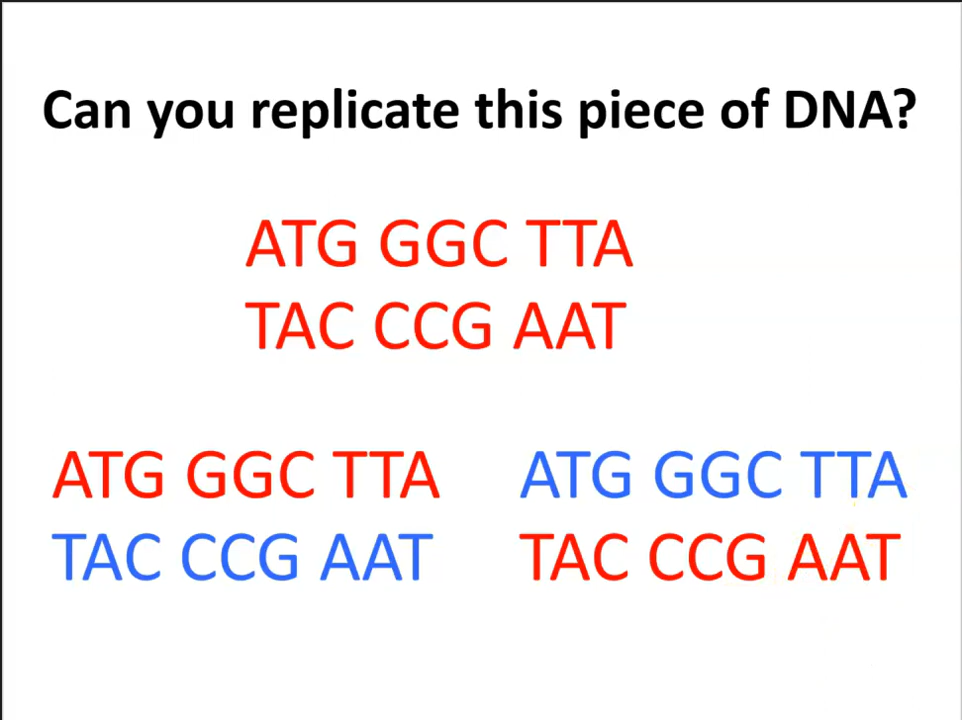 Can you replicate this piece of DNA?
ATG GGC TTA
TAC CCG AAT
ATG GGC TTA
TAC CCG AAT
ATG GGC TTA
TAC CCG AAT